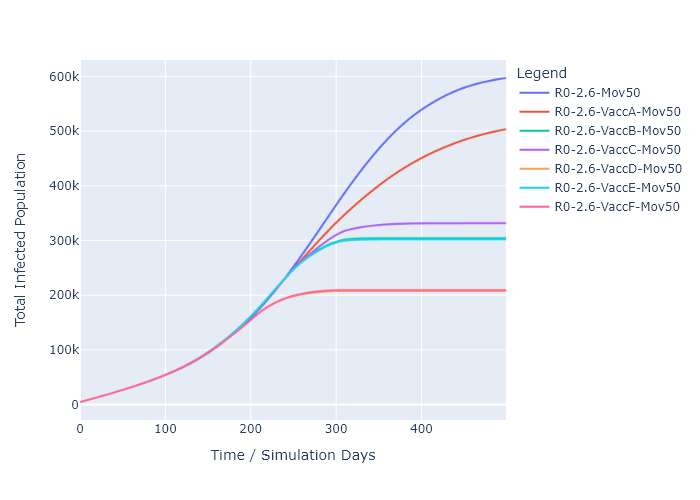 Total Infected Population
600k
500k
400k
300k
200k
100k
0
0
100
200
300
400
Time / Simulation Days
Legend
R0-2.6-Mov50
R0-2.6-VaccA-Mov50
R0-2.6-VaccB-Mov50
R0-2.6-VaccC-Mov50
R0-2.6-VaccD-Mov50
R0-2.6-VaccE-Mov50
R0-2.6-VaccF-Mov50